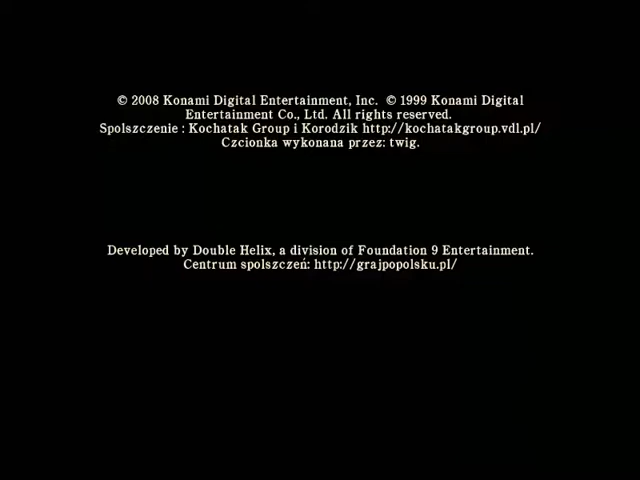 © 2008 Konami Digital Entertainment, Inc. © 1999 Konami Digital
Entertainment Co., Ltd. All rights reserved.
Spolszczenie : Kochatak Group i Korodzik http://kochatakgroup.vdl.pl/
Czcionka wykonana przez: twig.
Developed by Double Helix, a division of Foundation 9 Entertainment.
Centrum spolszczeń: http://grajpopolsku.pl/